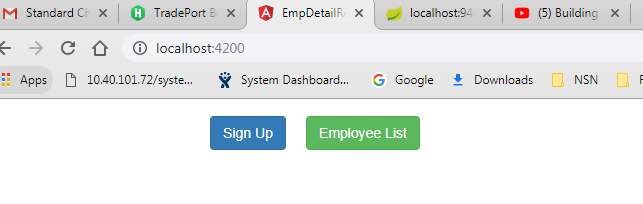 Standard Ch TradePort B EmpDetailRe localhost:94 (5) Building
localhost:4200
Apps 10.40.101.72/syste... System Dashboard... Google Downloads NSN
Sign Up Employee List